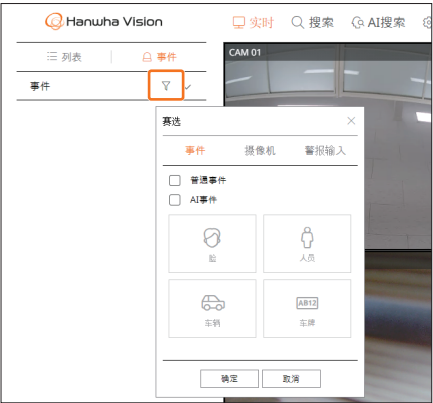 Hanwha Vision
实时 搜索 AI搜索
列表 事件
CAM 01
事件
赛选
事件 摄像机 警报输入
普通事件
AI事件
脸 人员
AB12
车辆 车牌
确定 取消